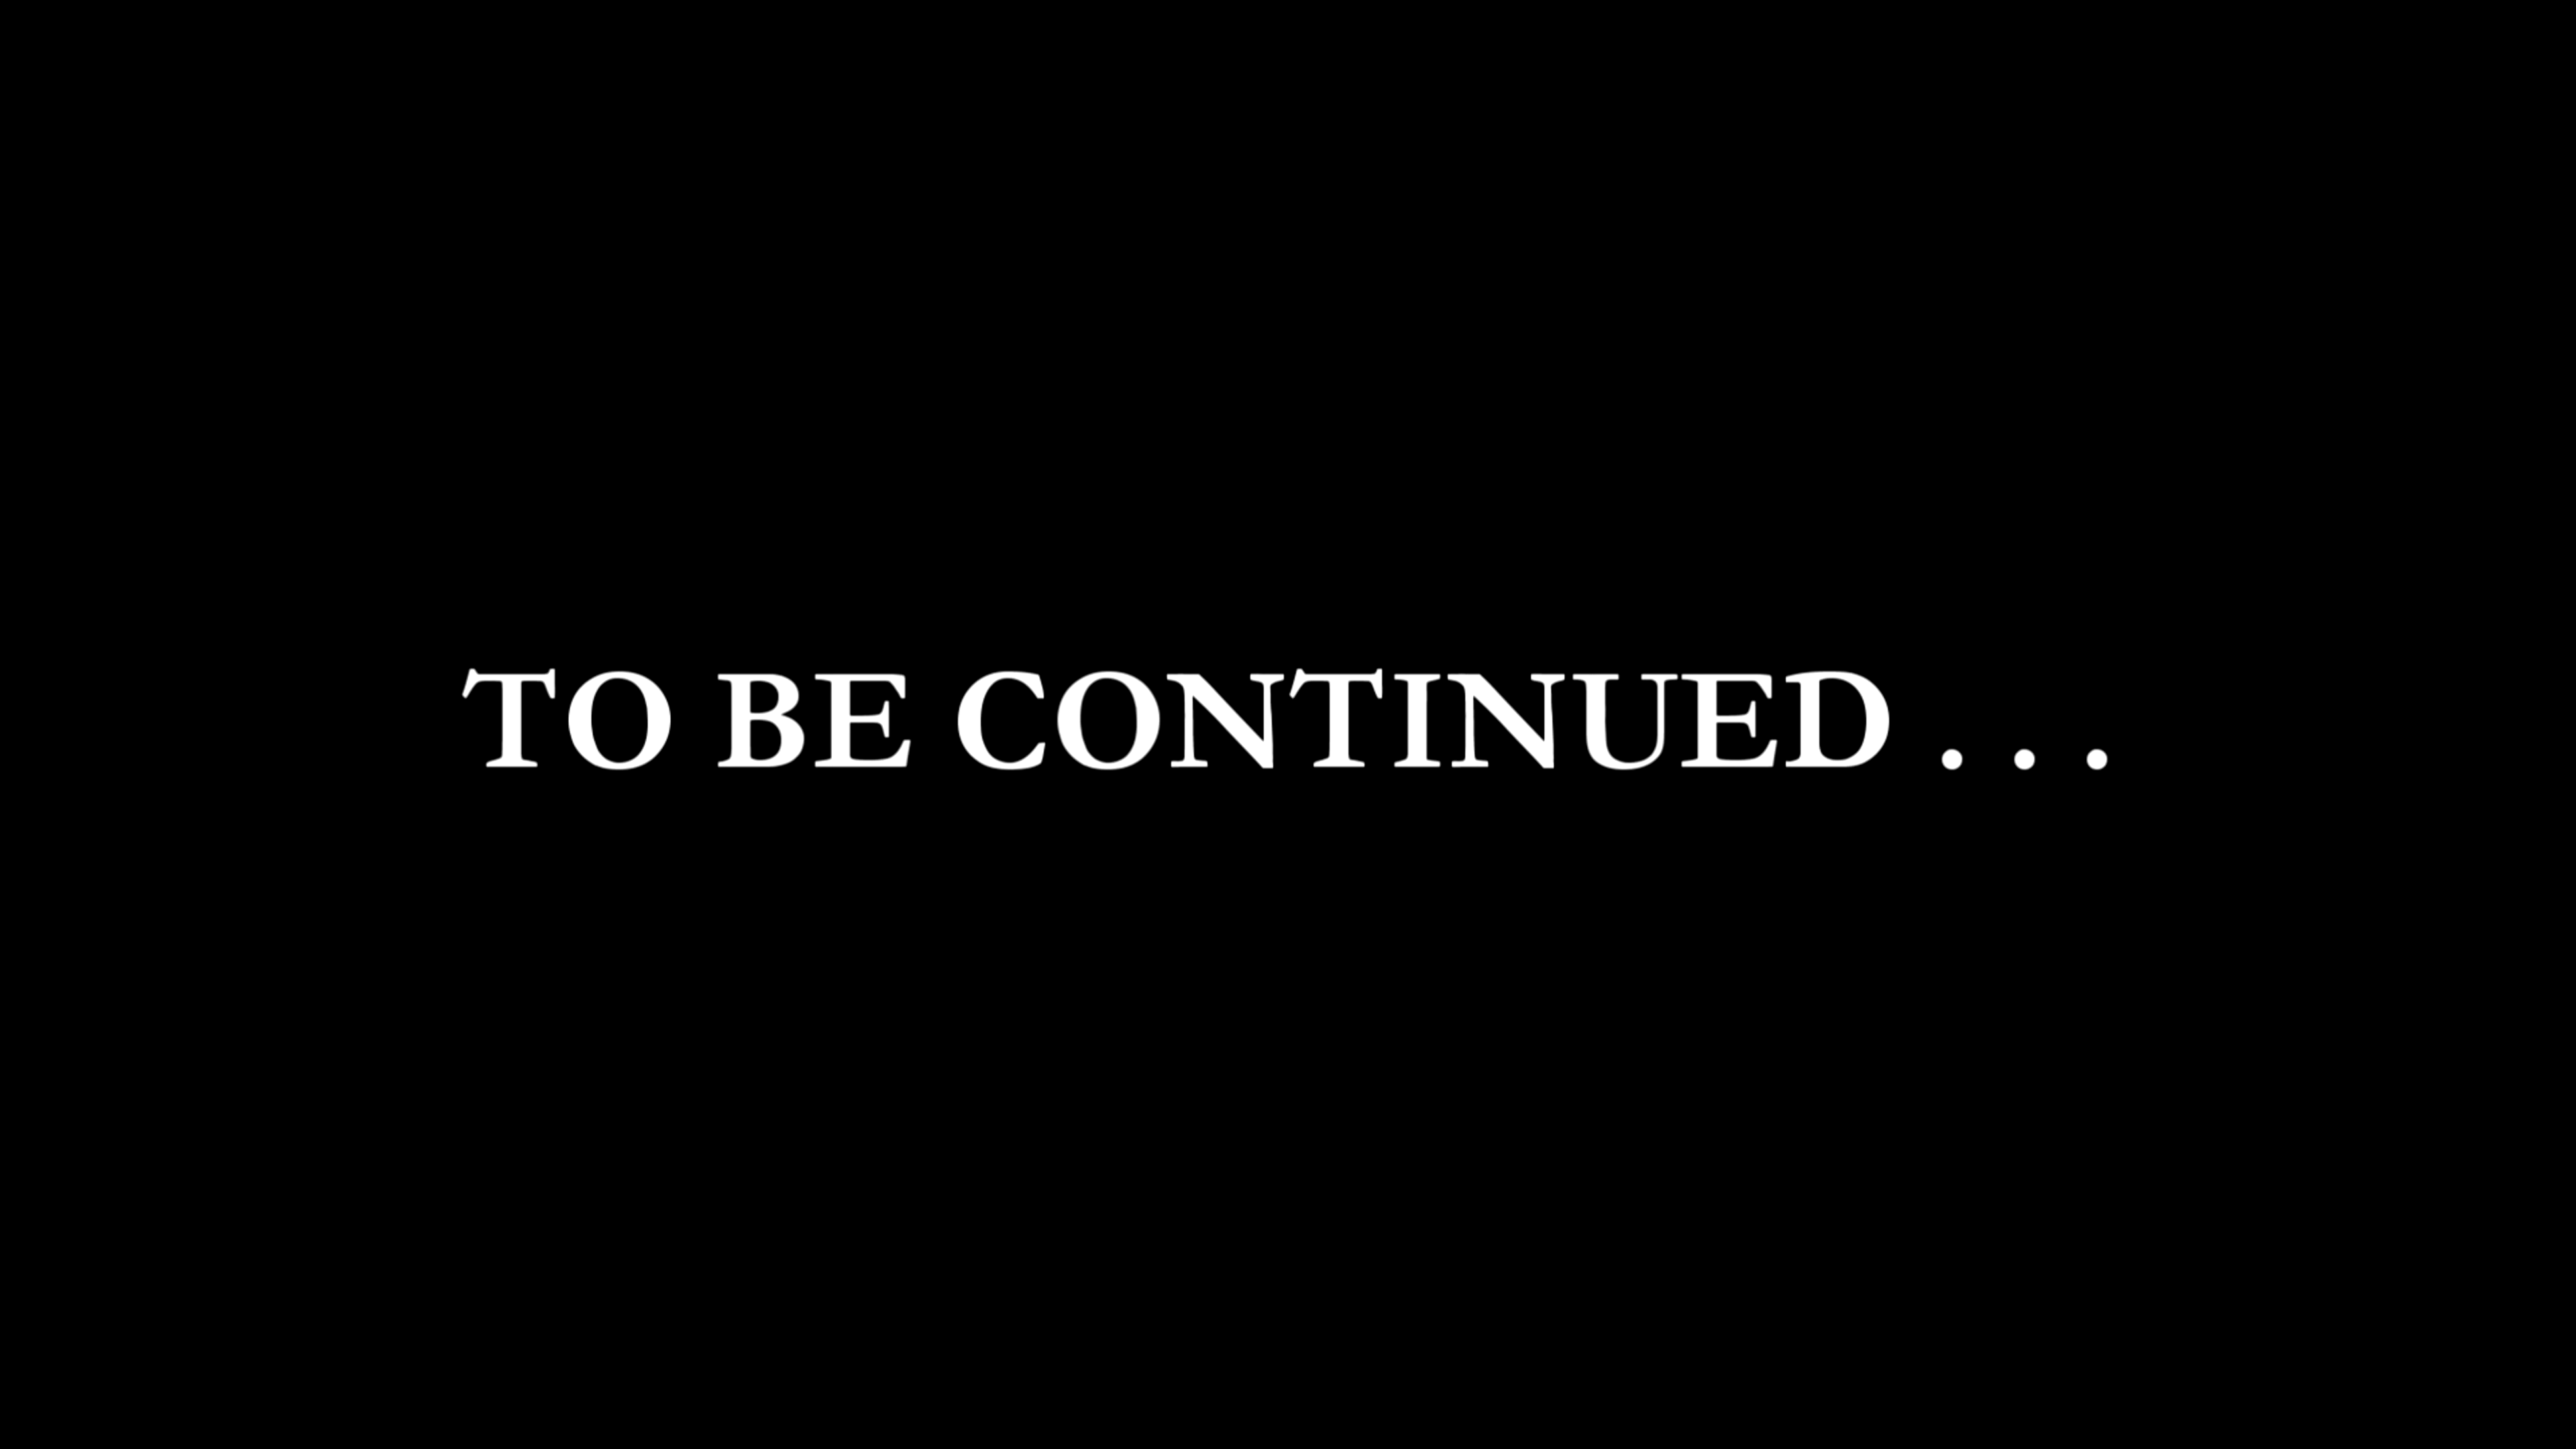 TO BE CONTINUED . . .